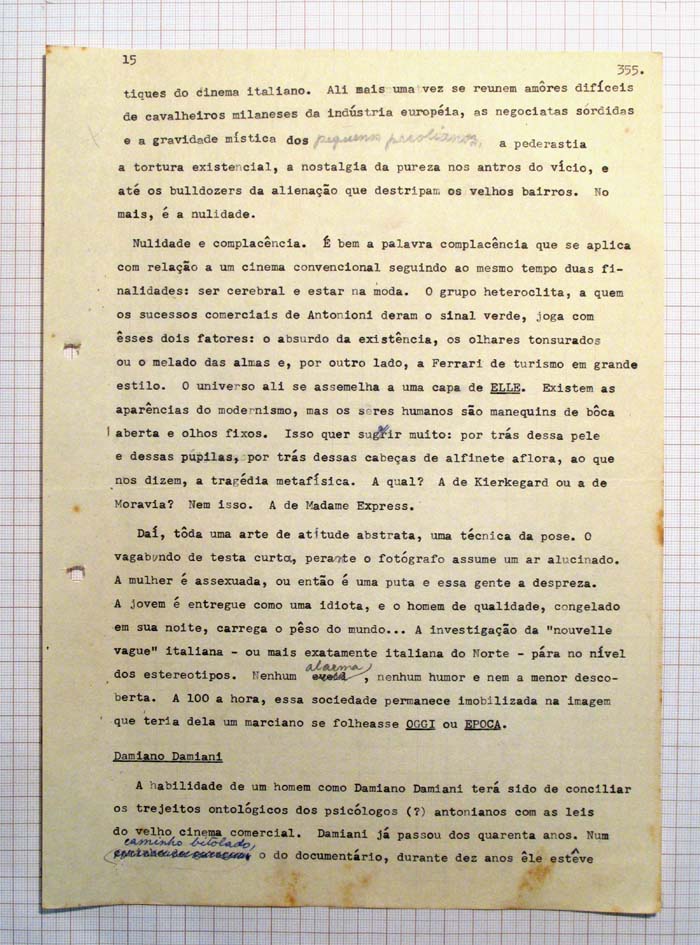 15
355.
tiques do cinema italiano. Ali mais uma vez se reunem amôres difíceis
de cavalheiros milaneses da indústria européia, as negociatas sórdidas
e a gravidade mística dos pequenos a pederastia
a tortura existencial, a nostalgia da pureza nos antros do vício, e
até os bulldozers da alienação que destripam os velhos bairros. No
mais, é a nulidade.
Nulidade e complacência. É bem a palavra complacência que se aplica
com relação a um cinema convencional seguindo ao mesmo tempo duas fi-
nalidades: ser cerebral e estar na moda. O grupo heteroclita, a quem
os sucessos comerciais de Antonioni deram o sinal verde, joga com
êsses dois fatores: o absurdo da existência, os olhares tonsurados
ou o melado das almas e, por outro lado, a Ferrari de turismo em grande
estilo. O universo ali se assemelha a uma capa de ELLE. Existem as
aparências do modernismo, mas os seres humanos são manequins de bôca
aberta e olhos fixos. Isso quer sugerir muito: por trás dessa pele
e dessas púpilas, por trás dessas cabeças de alfinete aflora, ao que
nos dizem, a tragédia metafísica. A qual? A de Kierkegard ou a de
Moravia? Nem isso. A de Madame Express.
Daí, tôda uma arte de atitude abstrata, uma técnica da pose. O
vagabundo de testa curta, perante o fotógrafo assume um ar alucinado.
A mulher é assexuada, ou então é uma puta e essa gente a despreza.
A jovem é entregue como uma idiota, e o homem de qualidade, congelado
em sua noite, carrega o pêso do mundo... A investigação da "nouvelle
vague" italiana - ou mais exatamente italiana do Norte - pára no nível
dos estereotipos. Nenhum alarma, nenhum humor e nem a menor desco-
berta. A 100 a hora, essa sociedade permanece imobilizada na imagem
que teria dela um marciano se folheasse OGGI ou EPOCA.
Damiano Damiani
A habilidade de um homem como Damiano Damiani terá sido de conciliar
os trejeitos ontológicos dos psicólogos (?) antonianos com as leis
do velho cinema comercial. Damiani já passou dos quarenta anos. Num
caminho bitolado, o do documentário, durante dez anos êle estêve